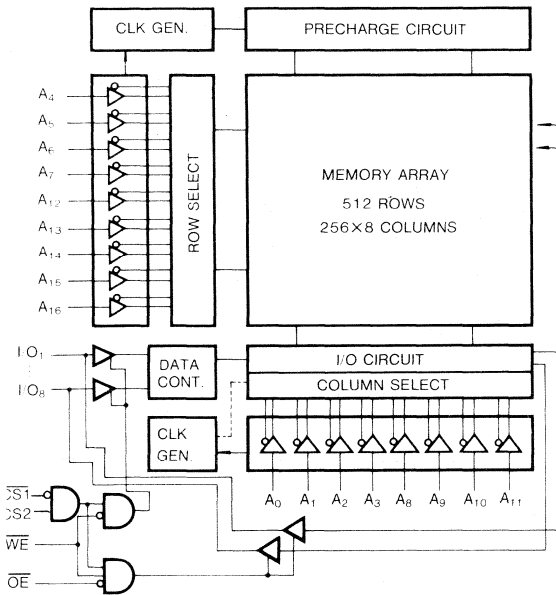 CLK GEN.
PRECHARGE CIRCUIT
A4
A5
A6
A7
A12
A13
A14
A15
A16
ROW SELECT
MEMORY ARRAY
512 ROWS
256×8 COLUMNS
I/O1
I/O8
DATA
CONT.
I/O CIRCUIT
COLUMN SELECT
CLK
GEN.
A0
A1
A2
A3
A8
A9
A10
A11
CS1
CS2
WE
OE